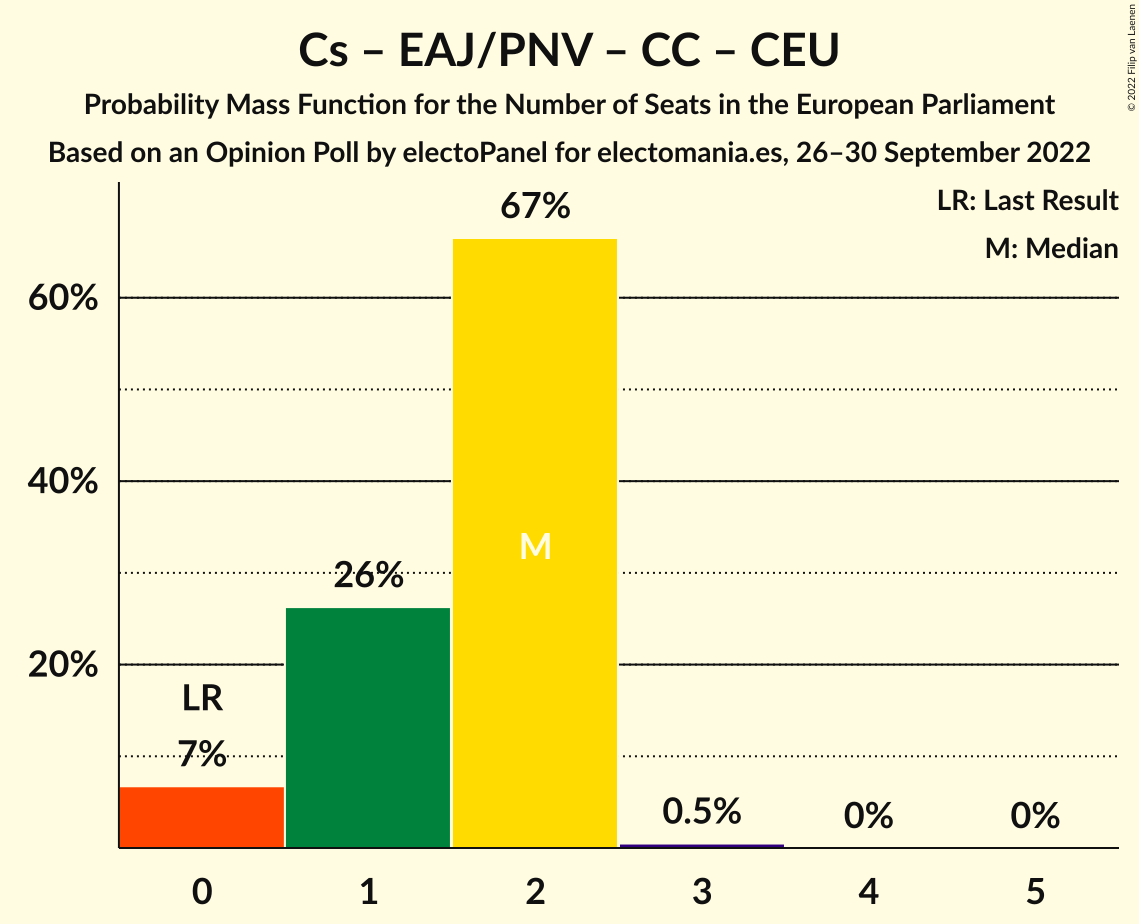 Cs – EAJ/PNV – CC – CEU
Probability Mass Function for the Number of Seats in the European Parliament
Based on an Opinion Poll by electoPanel for electomania.es, 26–30 September 2022
© 2022 Filip van Laenen
LR: Last Result
M: Median
67%
60%
40%
M
26%
20%
LR
7%
0.5%
0%
0%
0 1 2 3 4 5